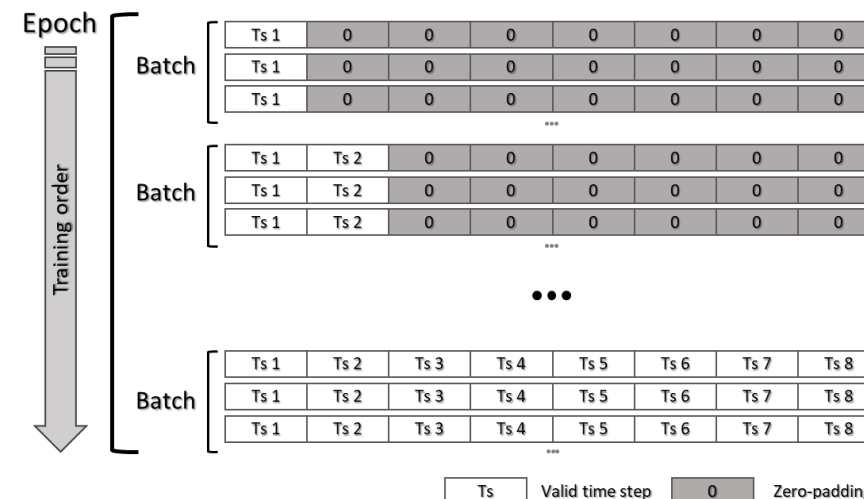 Epoch
Training order
Batch
Ts 1 0 0 0 0 0 0 0
Ts 1 0 0 0 0 0 0 0
Ts 1 0 0 0 0 0 0 0
...
Batch
Ts 1 Ts 2 0 0 0 0 0 0
Ts 1 Ts 2 0 0 0 0 0 0
Ts 1 Ts 2 0 0 0 0 0 0
...
...
Batch
Ts 1 Ts 2 Ts 3 Ts 4 Ts 5 Ts 6 Ts 7 Ts 8
Ts 1 Ts 2 Ts 3 Ts 4 Ts 5 Ts 6 Ts 7 Ts 8
Ts 1 Ts 2 Ts 3 Ts 4 Ts 5 Ts 6 Ts 7 Ts 8
...
Ts Valid time step 0 Zero-paddin